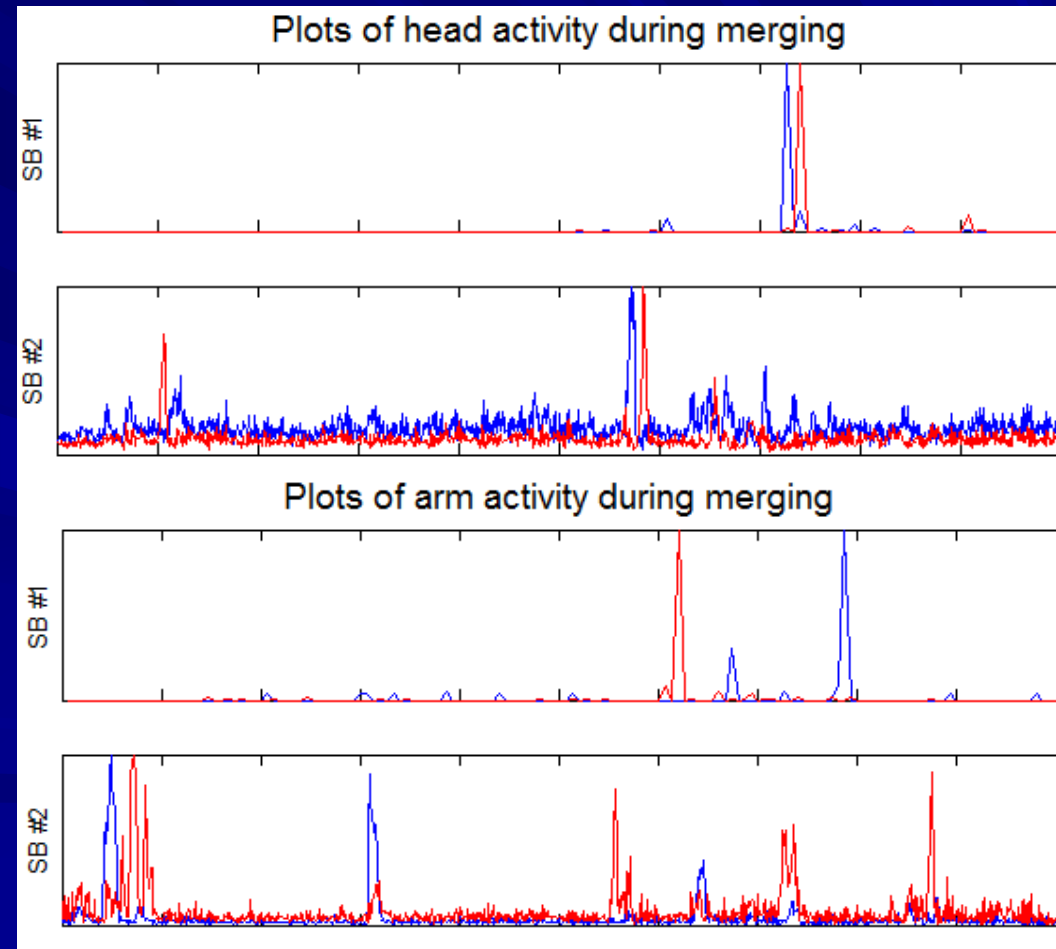 Plots of head activity during merging
SB #1
SB #2
Plots of arm activity during merging
SB #1
SB #2